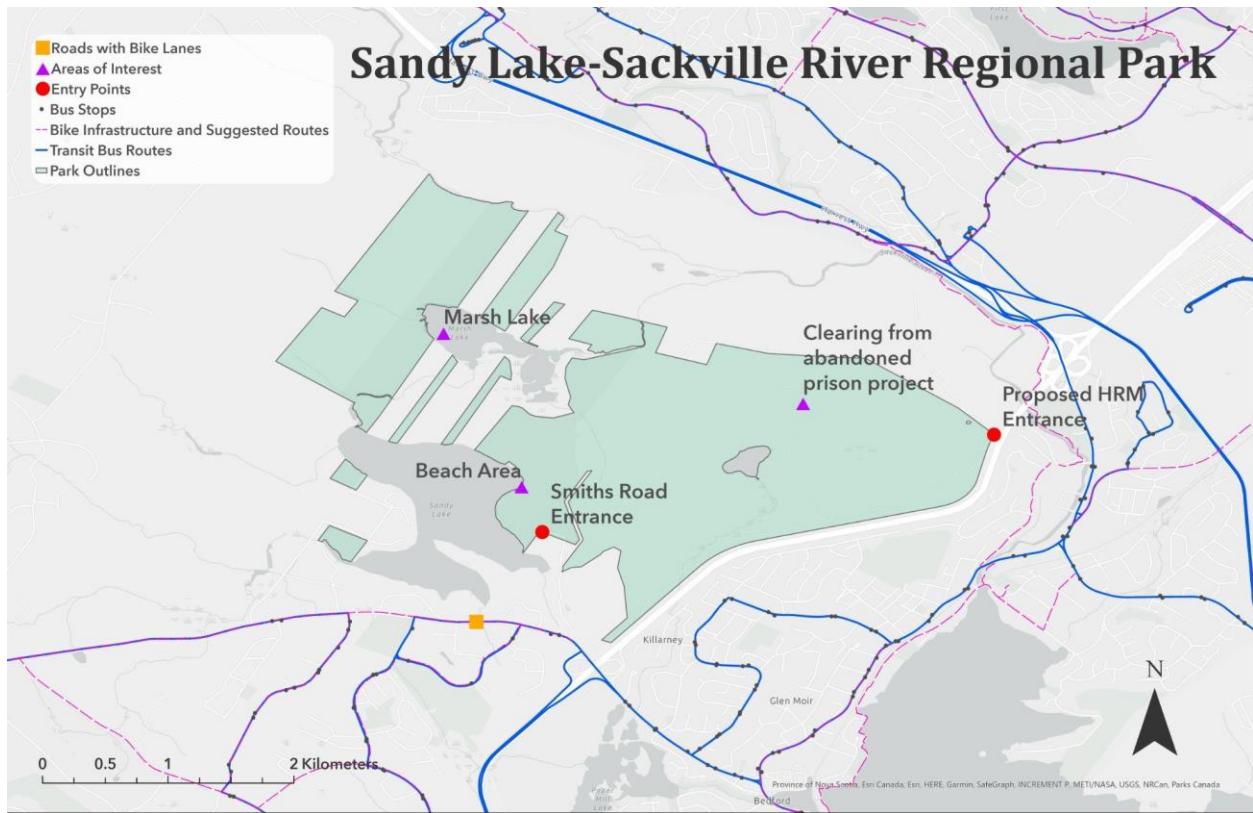 Sandy Lake-Sackville River Regional Park
Roads with Bike Lanes
Areas of Interest
Entry Points
Bus Stops
Bike Infrastructure and Suggested Routes
Transit Bus Routes
Park Outlines
Marsh Lake
Marsh
Lake
Clearing from
abandoned
prison project
Proposed HRM
Entrance
Beach Area
Smiths Road
Entrance
Sandy
Lake
Killarney
Glen Moir
Bedford
N
0 0.5 1 2 Kilometers
Province of Nova Scotia, Esri Canada, Esri, HERE, Garmin, SafeGraph, INCREMENT P, METI/NASA, USGS, NRCan, Parks Canada